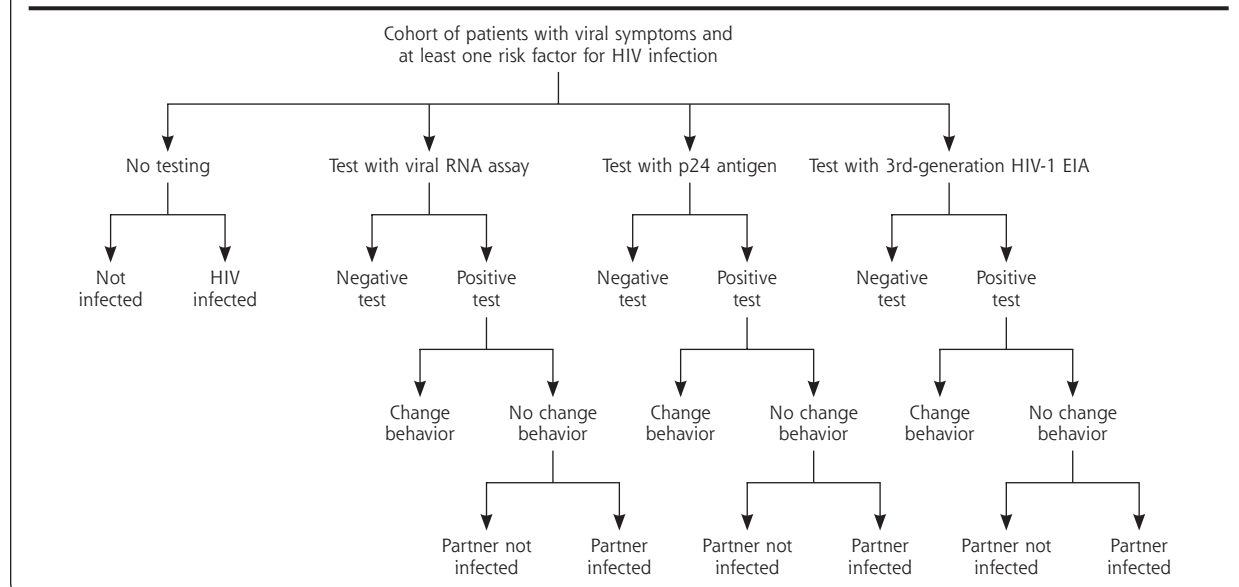 Cohort of patients with viral symptoms and
at least one risk factor for HIV infection
No testing
Test with viral RNA assay
Test with p24 antigen
Test with 3rd-generation HIV-1 EIA
Not
infected
HIV
infected
Negative
test
Positive
test
Negative
test
Positive
test
Negative
test
Positive
test
Change
behavior
No change
behavior
Change
behavior
No change
behavior
Change
behavior
No change
behavior
Partner not
infected
Partner
infected
Partner not
infected
Partner
infected
Partner not
infected
Partner
infected